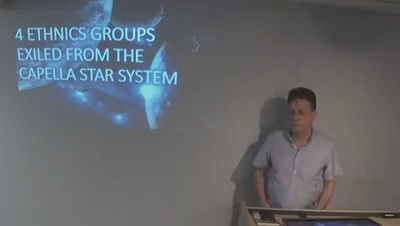 4 ETHNICS GROUPS
EXILED FROM THE
CAPELLA STAR SYSTEM